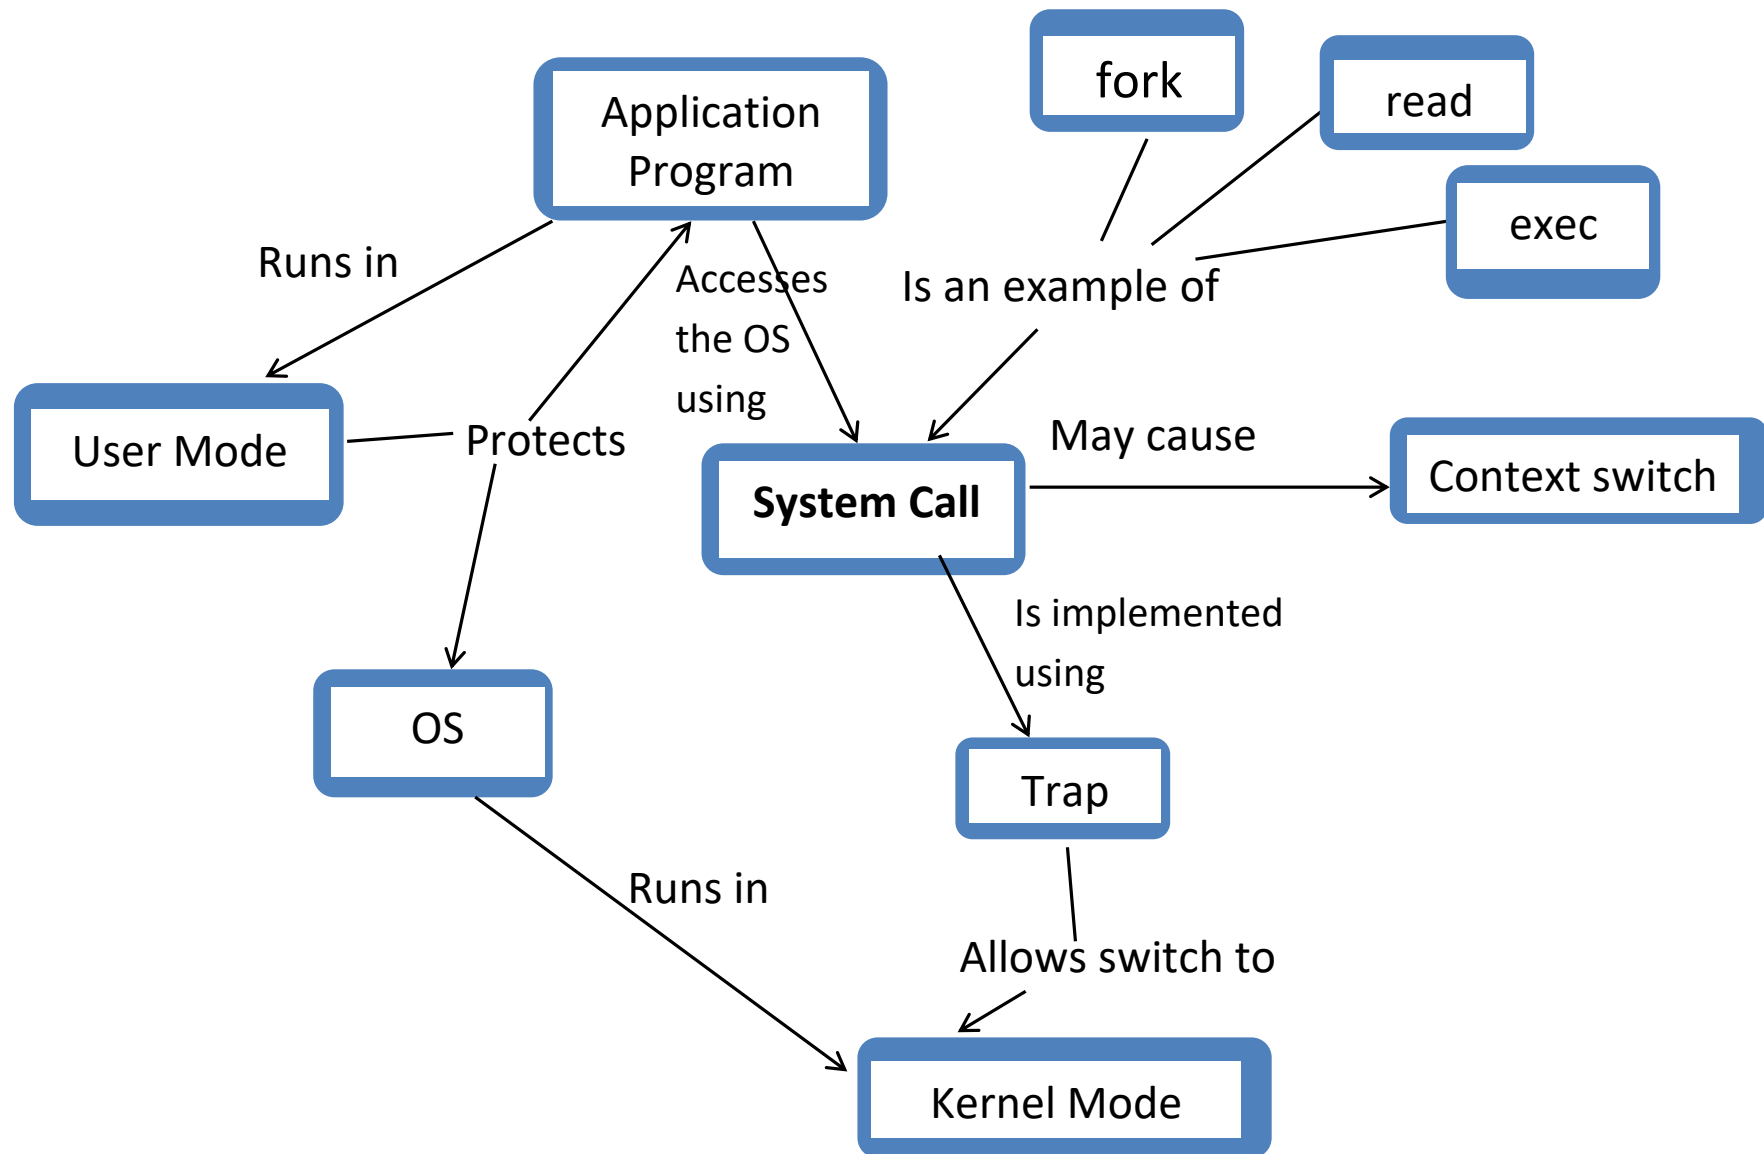 fork
read
Application
Program
exec
Runs in
Accesses
the OS
using
Is an example of
User Mode
Protects
May cause
System Call
Context switch
Is implemented
using
OS
Trap
Runs in
Allows switch to
Kernel Mode